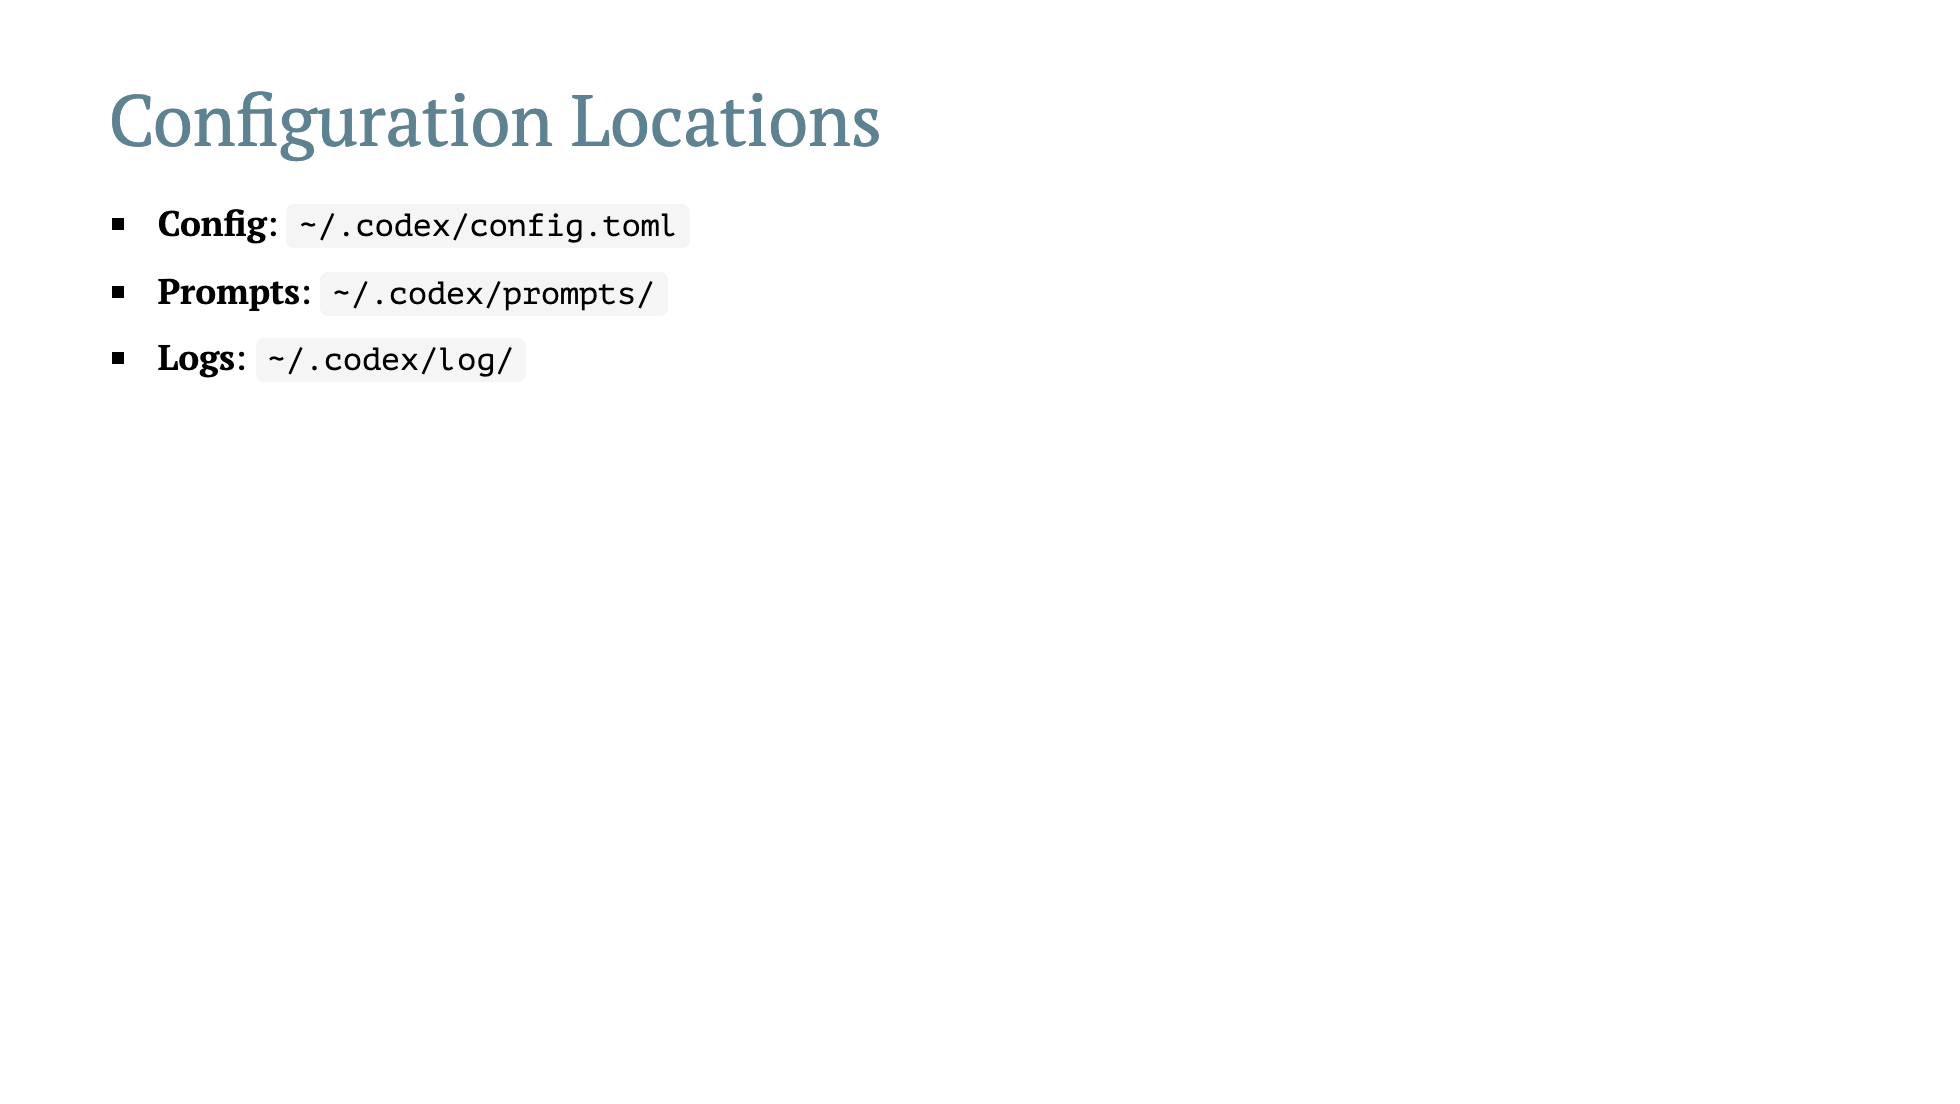 Configuration Locations
▪ Config: ~/.codex/config.toml
▪ Prompts: ~/.codex/prompts/
▪ Logs: ~/.codex/log/